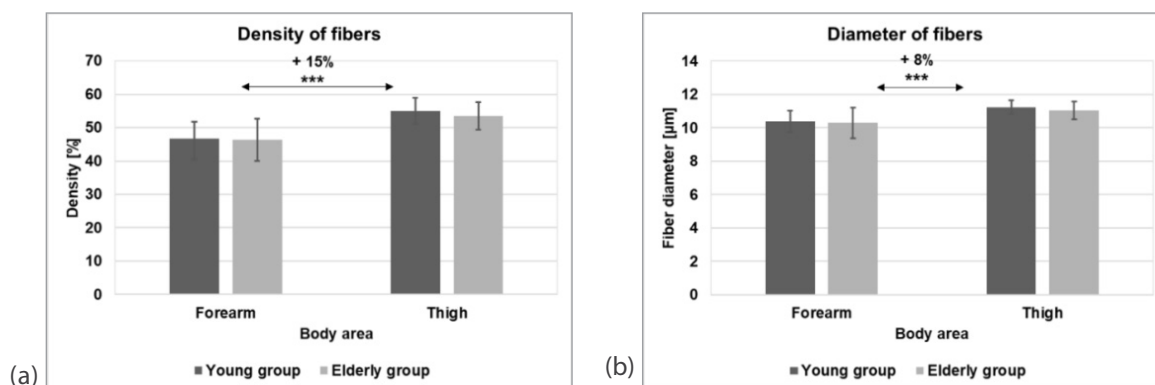 Density of fibers
+ 15%
***
70
60
50
40
30
20
10
0
Density [%]
Forearm Thigh
Body area
Young group Elderly group
(a)
Diameter of fibers
+ 8%
***
14
12
10
8
6
4
2
0
Fiber diameter [µm]
Forearm Thigh
Body area
Young group Elderly group
(b)